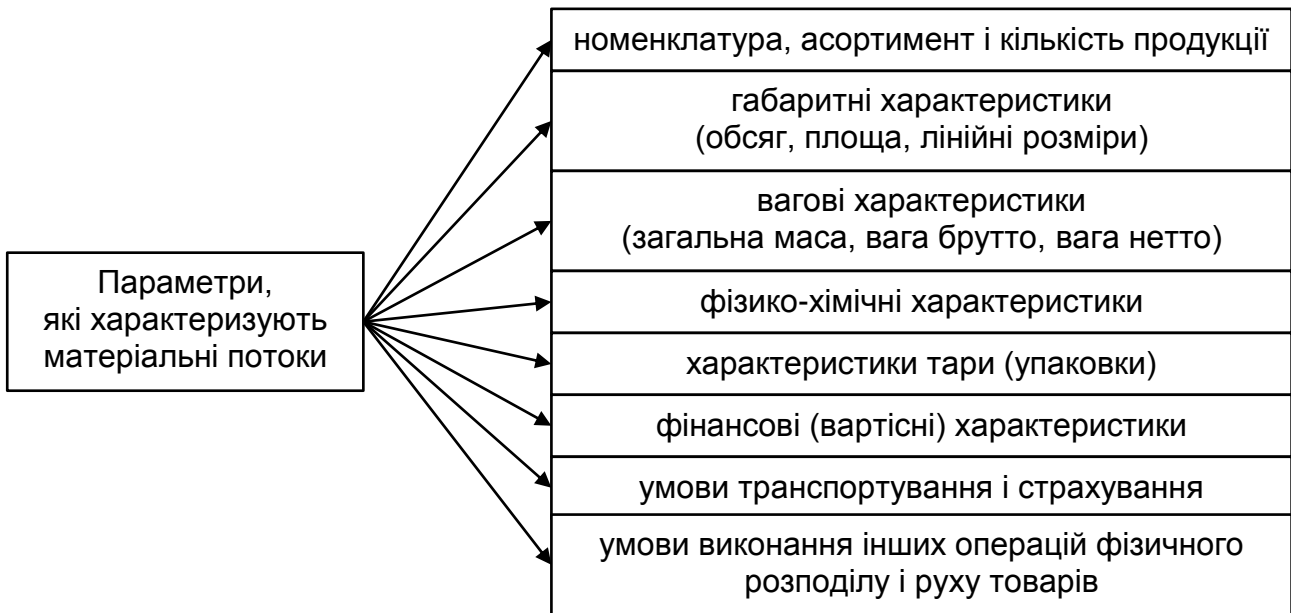 Параметри,
які характеризують
матеріальні потоки
номенклатура, асортимент і кількість продукції
габаритні характеристики
(обсяг, площа, лінійні розміри)
вагові характеристики
(загальна маса, вага брутто, вага нетто)
фізико-хімічні характеристики
характеристики тари (упаковки)
фінансові (вартісні) характеристики
умови транспортування і страхування
умови виконання інших операцій фізичного
розподілу і руху товарів